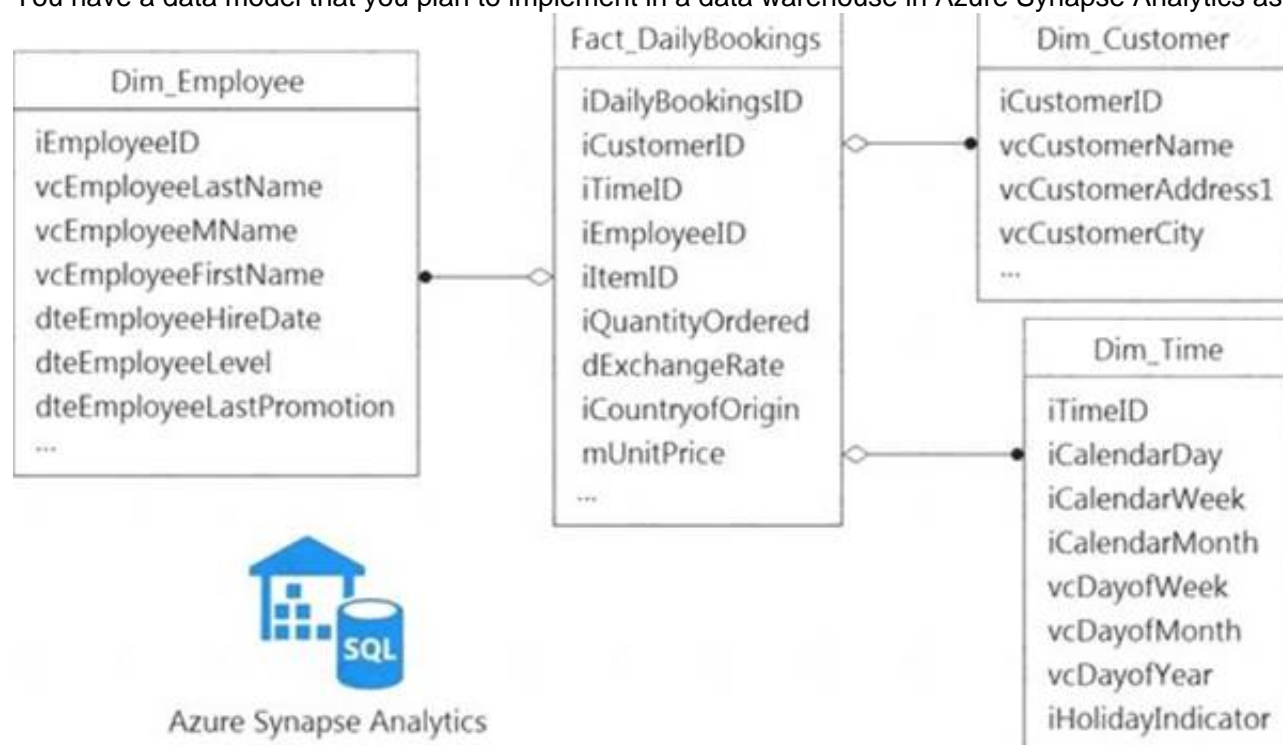 You have a data model that you plan to implement in a data warehouse in Azure Synapse Analytics as
Dim_Employee
iEmployeeID
vcEmployeeLastName
vcEmployeeMName
vcEmployeeFirstName
dteEmployeeHireDate
dteEmployeeLevel
dteEmployeeLastPromotion
...
Fact_DailyBookings
iDailyBookingsID
iCustomerID
iTimeID
iEmployeeID
iItemID
iQuantityOrdered
dExchangeRate
iCountryofOrigin
mUnitPrice
...
Dim_Customer
iCustomerID
vcCustomerName
vcCustomerAddress1
vcCustomerCity
...
Dim_Time
iTimeID
iCalendarDay
iCalendarWeek
iCalendarMonth
vcDayofWeek
vcDayofMonth
vcDayofYear
iHolidayIndicator
SQL
Azure Synapse Analytics